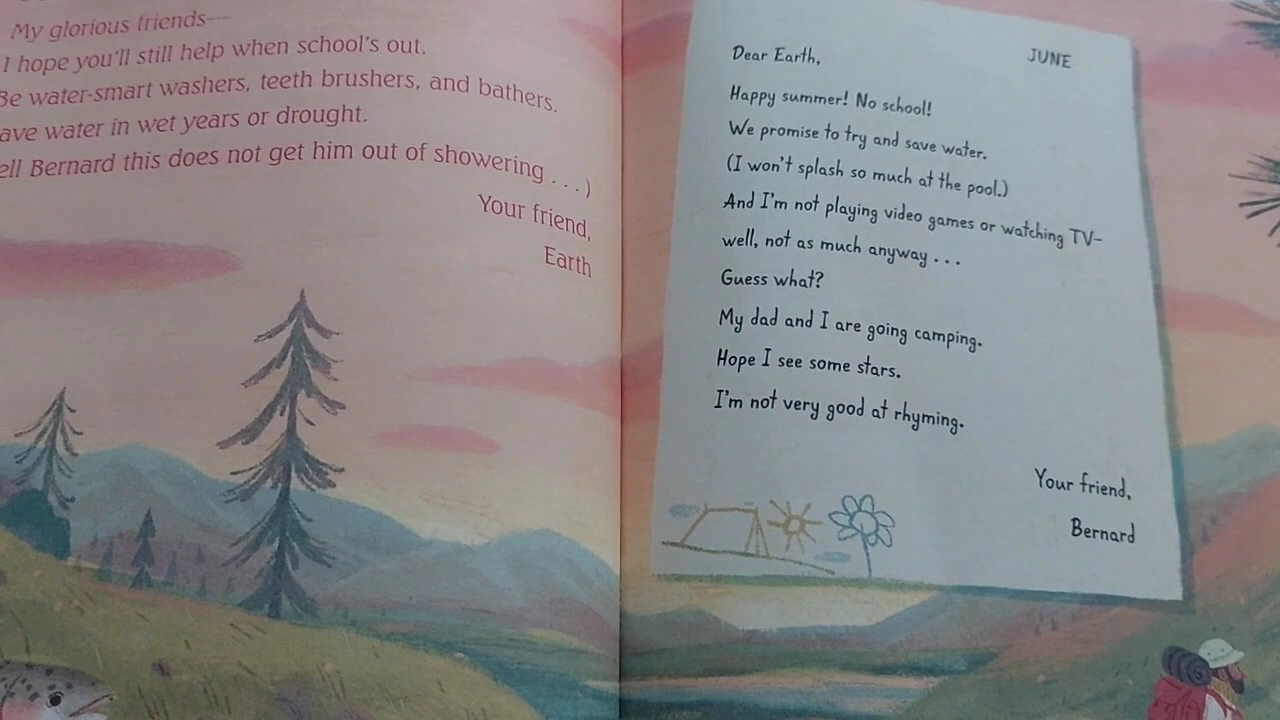 My glorious friends—
I hope you'll still help when school's out.
Be water-smart washers, teeth brushers, and bathers.
ave water in wet years or drought.
ell Bernard this does not get him out of showering . . . )
Your friend,
Earth
JUNE
Dear Earth,
Happy summer! No school!
We promise to try and save water.
(I won't splash so much at the pool.)
And I'm not playing video games or watching TV–
well, not as much anyway . . .
Guess what?
My dad and I are going camping.
Hope I see some stars.
I'm not very good at rhyming.
Your friend,
Bernard